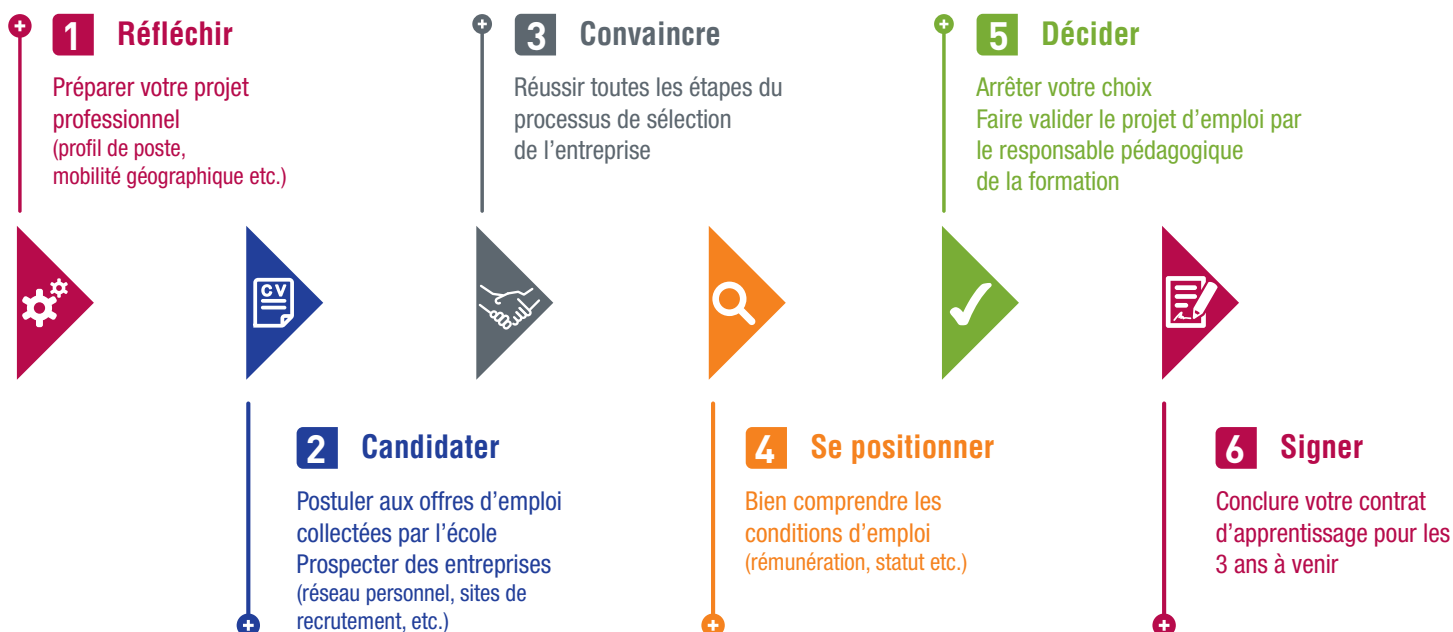 1 Réfléchir
Préparer votre projet
professionnel
(profil de poste,
mobilité géographique etc.)
CV
2 Candidater
Postuler aux offres d’emploi
collectées par l’école
Prospecter des entreprises
(réseau personnel, sites de
recrutement, etc.)
3 Convaincre
Réussir toutes les étapes du
processus de sélection
de l’entreprise
4 Se positionner
Bien comprendre les
conditions d’emploi
(rémunération, statut etc.)
5 Décider
Arrêter votre choix
Faire valider le projet d’emploi par
le responsable pédagogique
de la formation
6 Signer
Conclure votre contrat
d’apprentissage pour les
3 ans à venir